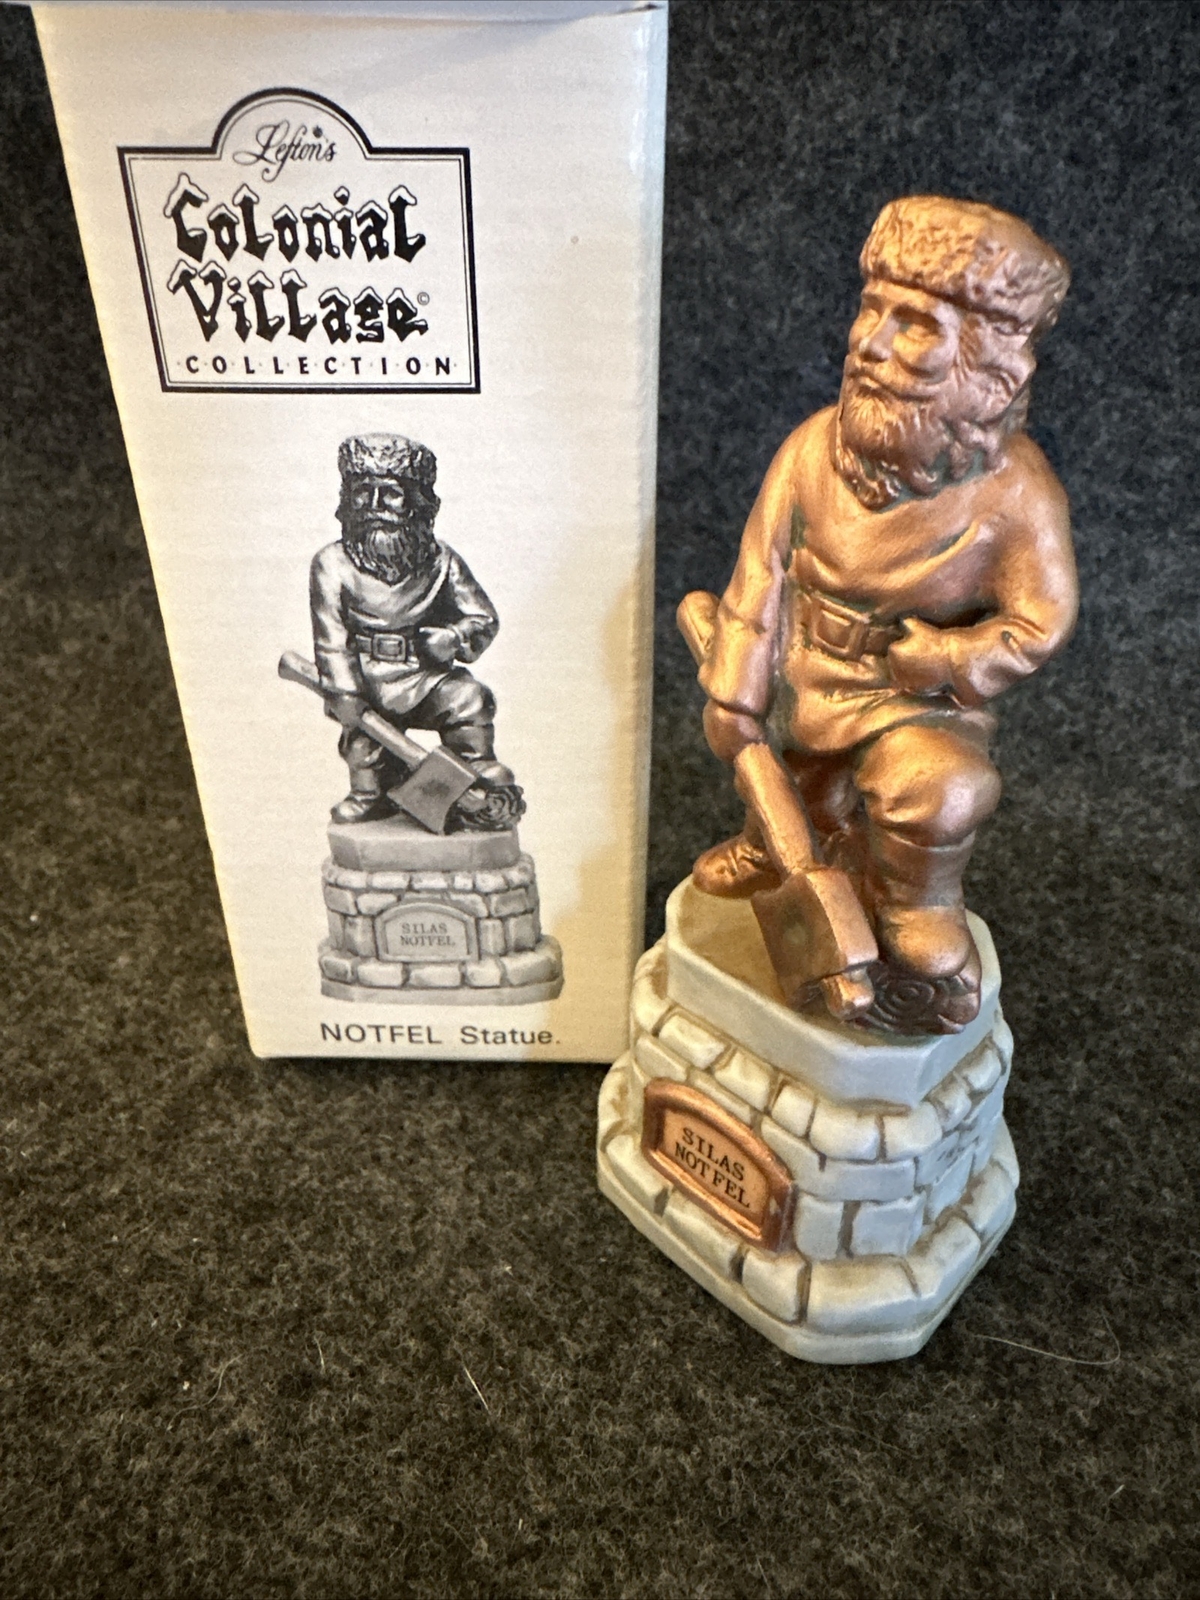 Lefton's
Colonial
Village©
COLLECTION
SILAS
NOTFEL
NOTFEL Statue.
SILAS
NOTFEL